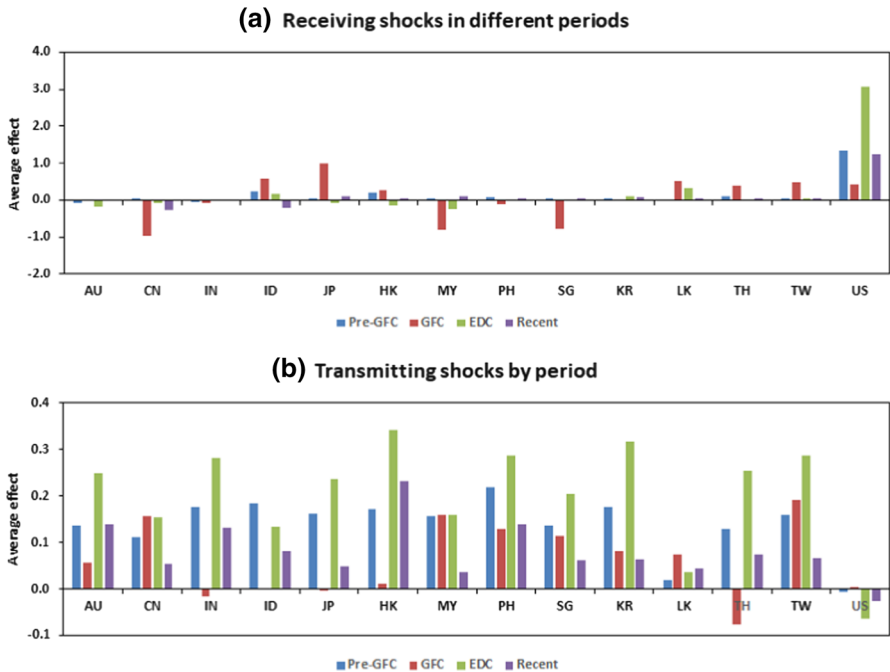 (a) Receiving shocks in different periods
4.0
3.0
2.0
1.0
0.0
-1.0
-2.0
Average effect
AU CN IN ID JP HK MY PH SG KR LK TH TW US
Pre-GFC GFC EDC Recent
(b) Transmitting shocks by period
0.4
0.3
0.2
0.1
0.0
-0.1
Average effect
AU CN IN ID JP HK MY PH SG KR LK TH TW US
Pre-GFC GFC EDC Recent